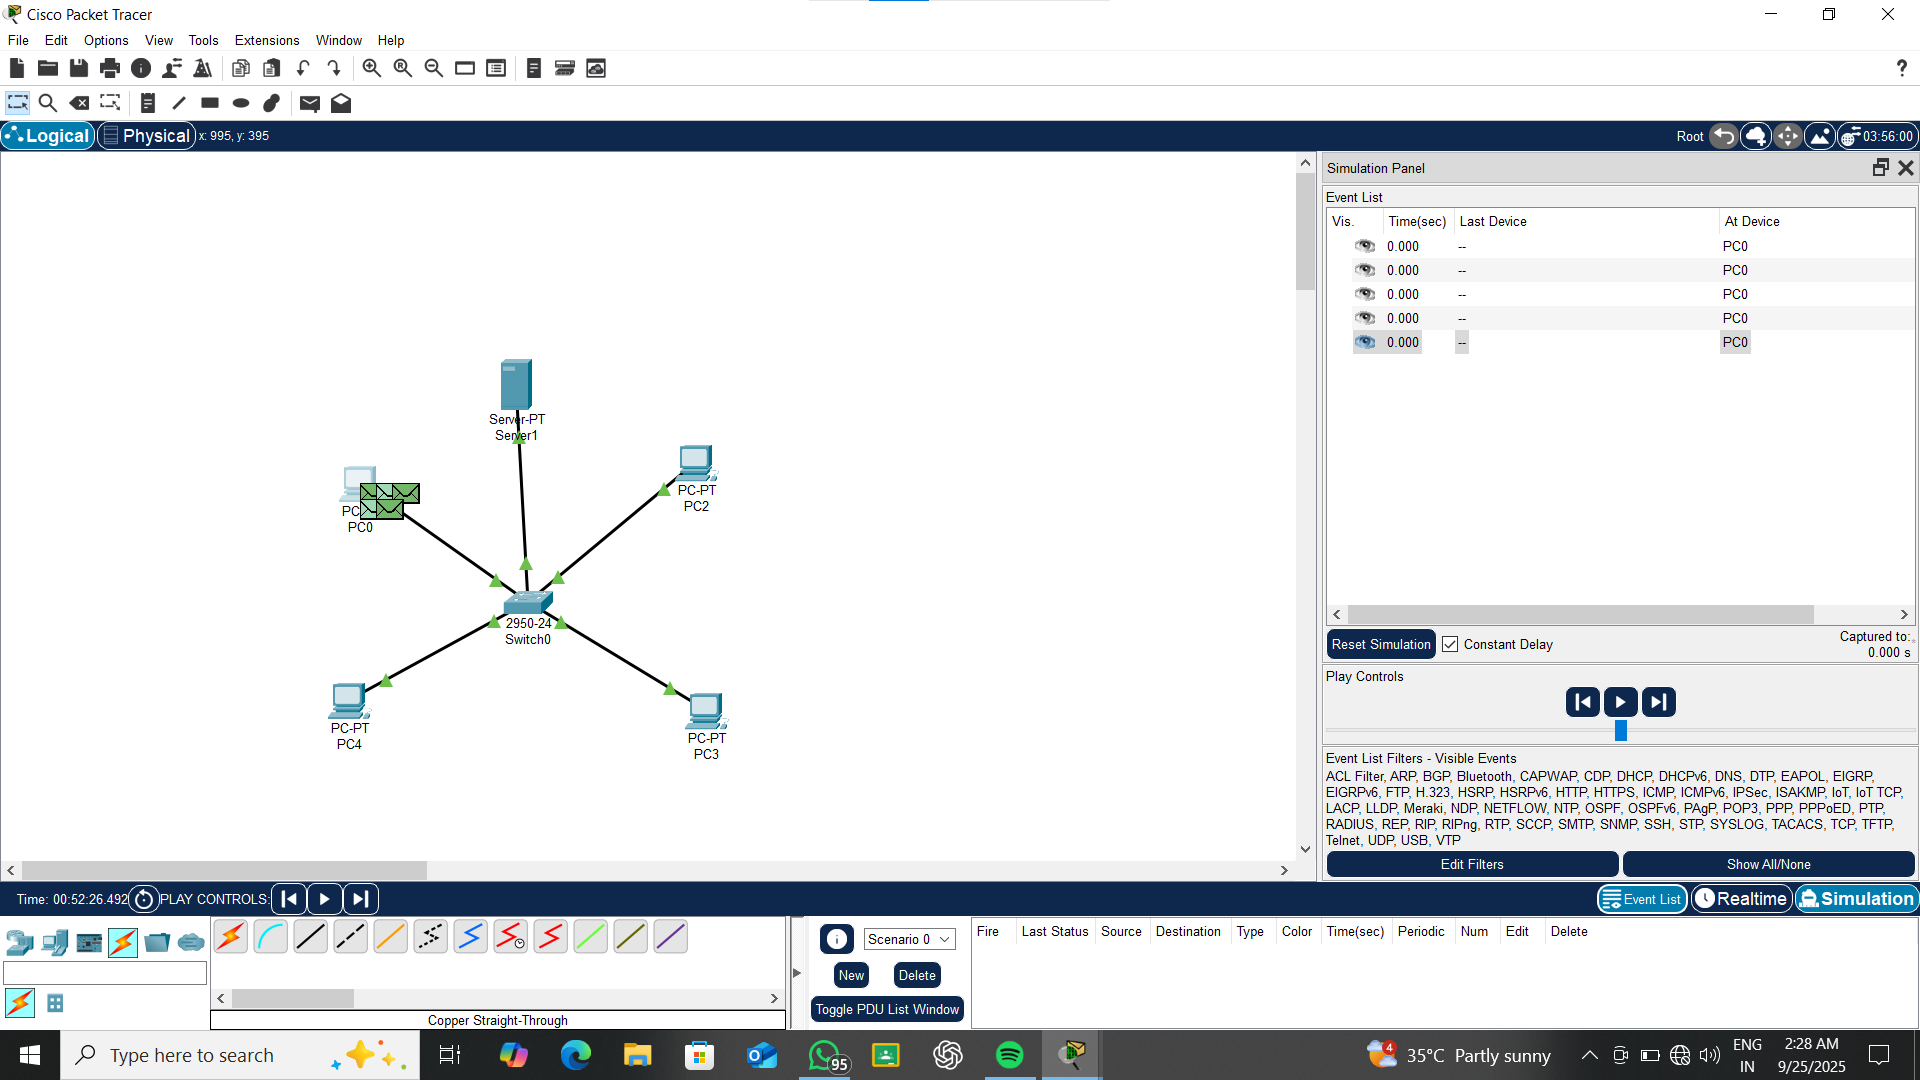 Cisco Packet Tracer
File Edit Options View Tools Extensions Window Help
?
Logical Physical x: 995, y: 395 Root 03:56:00
Simulation Panel
Event List
Vis. Time(sec) Last Device At Device
0.000 -- PC0
0.000 -- PC0
0.000 -- PC0
0.000 -- PC0
0.000 -- PC0
Server-PT
Server1
PC-PT
PC2
PC
PC0
2950-24
Switch0
PC-PT
PC4
PC-PT
PC3
Reset Simulation Constant Delay Captured to:
0.000 s
Play Controls
Event List Filters - Visible Events
ACL Filter, ARP, BGP, Bluetooth, CAPWAP, CDP, DHCP, DHCPv6, DNS, DTP, EAPOL, EIGRP,
EIGRPv6, FTP, H.323, HSRP, HSRPv6, HTTP, HTTPS, ICMP, ICMPv6, IPSec, ISAKMP, IoT, IoT TCP,
LACP, LLDP, Meraki, NDP, NETFLOW, NTP, OSPF, OSPFv6, PAgP, POP3, PPP, PPPoED, PTP,
RADIUS, REP, RIP, RIPng, RTP, SCCP, SMTP, SNMP, SSH, STP, SYSLOG, TACACS, TCP, TFTP,
Telnet, UDP, USB, VTP
Edit Filters Show All/None
Time: 00:52:26.492 PLAY CONTROLS: Event List Realtime Simulation
Scenario 0
New Delete
Toggle PDU List Window
Fire Last Status Source Destination Type Color Time(sec) Periodic Num Edit Delete
Copper Straight-Through
Type here to search
95
4
35°C Partly sunny
ENG
IN
2:28 AM
9/25/2025